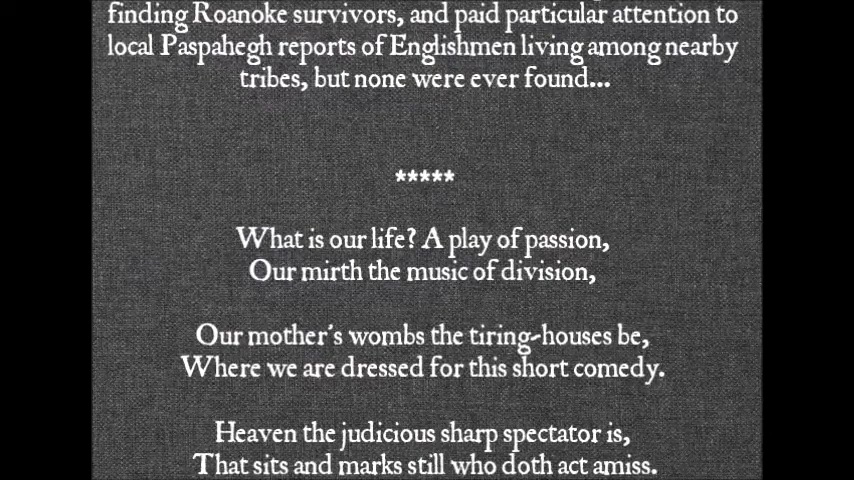 finding Roanoke survivors, and paid particular attention to
local Paspahegh reports of Englishmen living among nearby
tribes, but none were ever found...
*****
What is our life? A play of passion,
Our mirth the music of division,
Our mother's wombs the tiring-houses be,
Where we are dressed for this short comedy.
Heaven the judicious sharp spectator is,
That sits and marks still who doth act amiss.